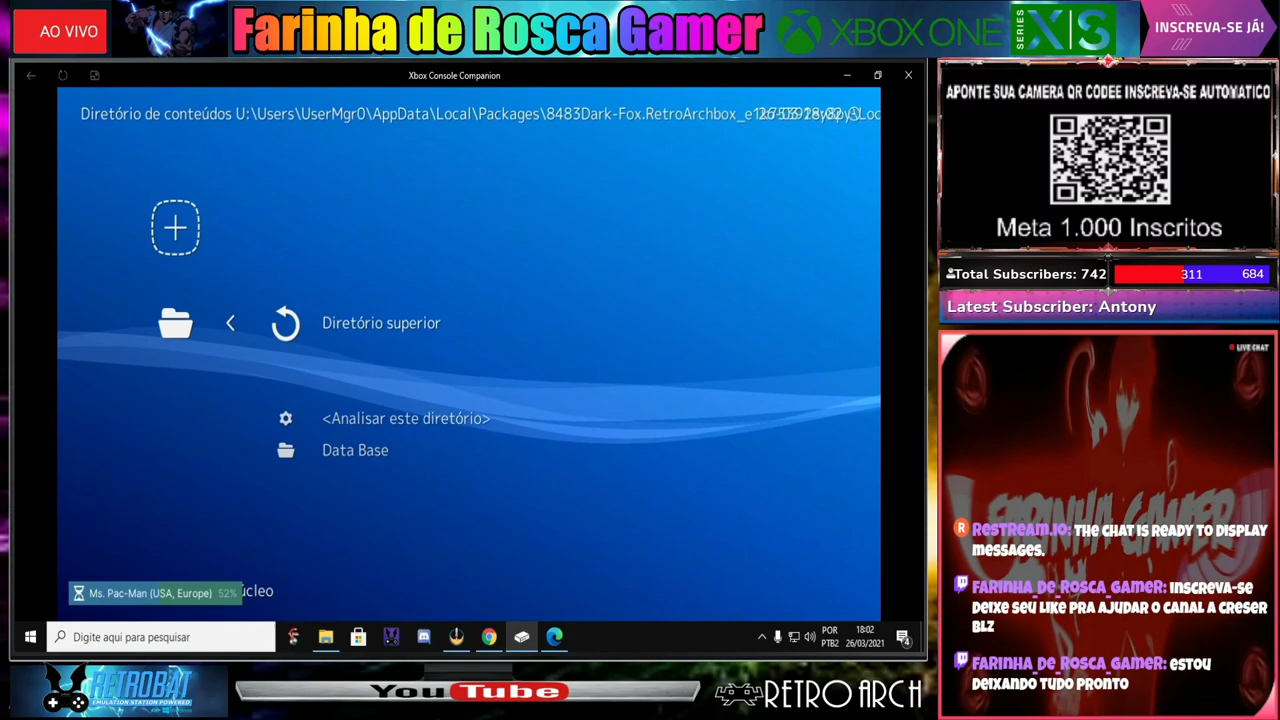 AO VIVO
Farinha de Rosca Gamer
XBOX ONE
SERIES X|S
INSCREVA-SE JÁ!
Xbox Console Companion
Diretório de conteúdos U:\Users\UserMgr0\AppData\Local\Packages\8483Dark-Fox.RetroArchbox_e
Diretório superior
<Analisar este diretório>
Data Base
Ms. Pac-Man (USA, Europe) 52%
úcleo
Digite aqui para pesquisar
POR
PTB2
18:02
26/03/2021
4
APONTE SUA CAMERA QR CODEE INSCREVA-SE AUTOMATICO
Meta 1.000 Inscritos
Total Subscribers: 742
311
684
Latest Subscriber: Antony
LIVE CHAT
FARINHA GAMER
Restream.io: The chat is ready to display
messages.
Farinha_de_Rosca_Gamer: Inscreva-se
deixe seu like pra ajudar o canal a creser
blz
Farinha_de_Rosca_Gamer: estou
deixando tudo pronto
RETROBAT
EMULATION STATION POWERED
YouTube
RETRO ARCH